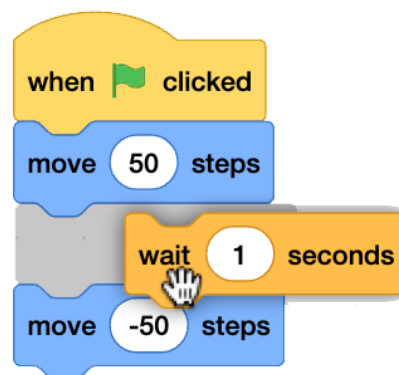 when clicked
move 50 steps
wait 1 seconds
move -50 steps